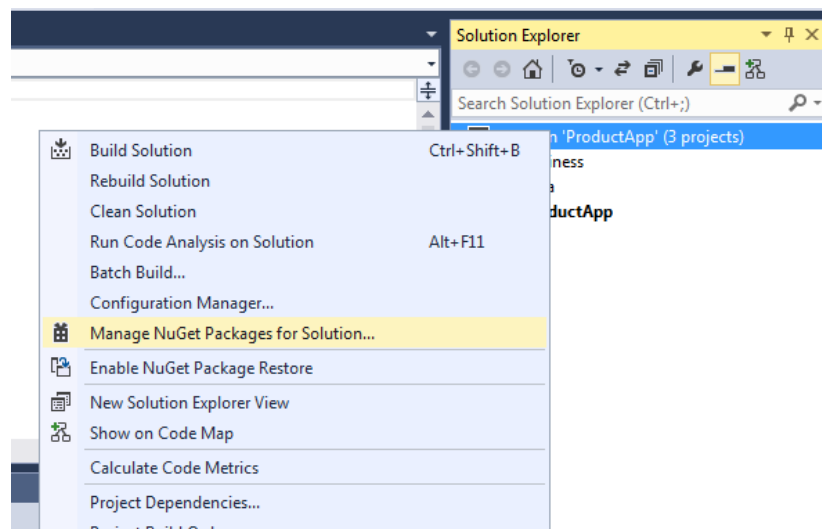 Solution Explorer
Search Solution Explorer (Ctrl+;)
'ProductApp' (3 projects)
Build Solution Ctrl+Shift+B
Rebuild Solution
Clean Solution
Run Code Analysis on Solution Alt+F11
Batch Build...
Configuration Manager...
Manage NuGet Packages for Solution...
Enable NuGet Package Restore
New Solution Explorer View
Show on Code Map
Calculate Code Metrics
Project Dependencies...